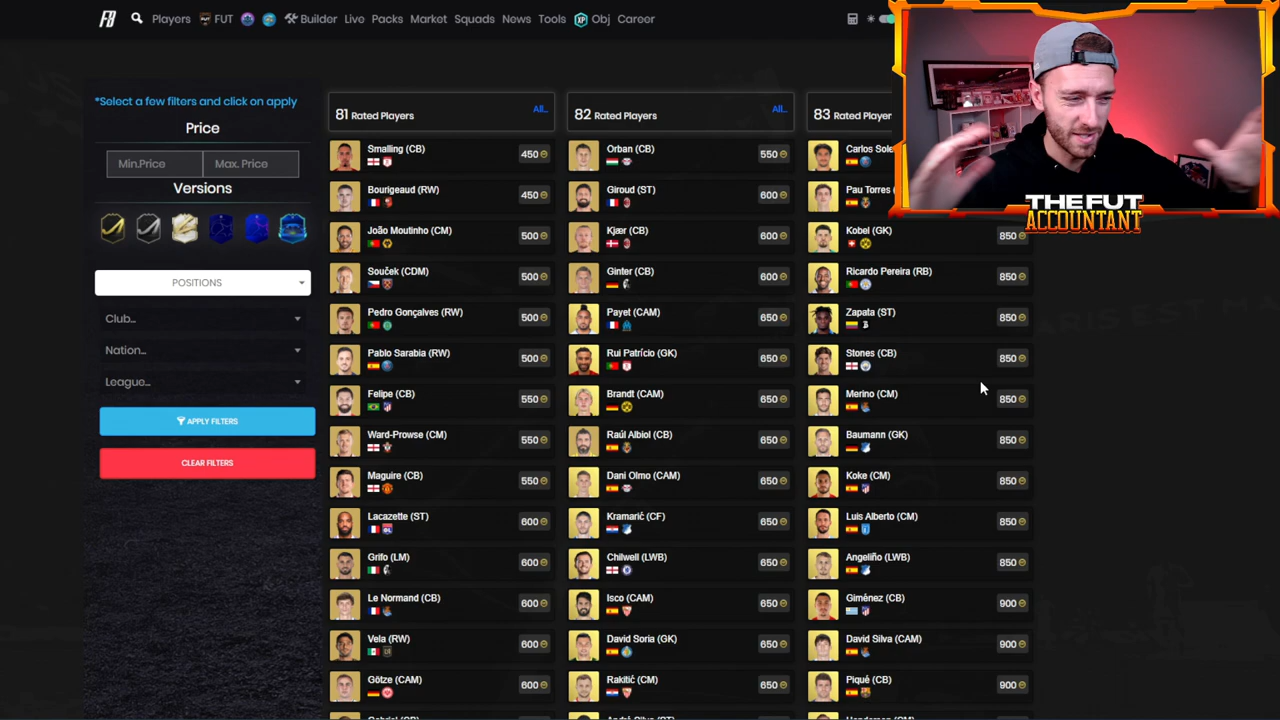 FB Players FUT Builder Live Packs Market Squads News Tools XP Obj Career
*Select a few filters and click on apply
Price
Min.Price Max. Price
Versions
POSITIONS
Club...
Nation...
League...
APPLY FILTERS
CLEAR FILTERS
81 Rated Players All..
Smalling (CB) 450
Bourigeaud (RW) 450
João Moutinho (CM) 500
Souček (CDM) 500
Pedro Gonçalves (RW) 500
Pablo Sarabia (RW) 500
Felipe (CB) 550
Ward-Prowse (CM) 550
Maguire (CB) 550
Lacazette (ST) 600
Grifo (LM) 600
Le Normand (CB) 600
Vela (RW) 600
Götze (CAM) 600
82 Rated Players All..
Orban (CB) 550
Giroud (ST) 600
Kjær (CB) 600
Ginter (CB) 600
Payet (CAM) 650
Rui Patrício (GK) 650
Brandt (CAM) 650
Raúl Albiol (CB) 650
Dani Olmo (CAM) 650
Kramarić (CF) 650
Chilwell (LWB) 650
Isco (CAM) 650
David Soria (GK) 650
Rakitić (CM) 650
83 Rated Player
Carlos Sole
Pau Torres
Kobel (GK) 850
Ricardo Pereira (RB) 850
Zapata (ST) 850
Stones (CB) 850
Merino (CM) 850
Baumann (GK) 850
Koke (CM) 850
Luis Alberto (CM) 850
Angeliño (LWB) 850
Giménez (CB) 900
David Silva (CAM) 900
Piqué (CB) 900
THE FUT
ACCOUNTANT